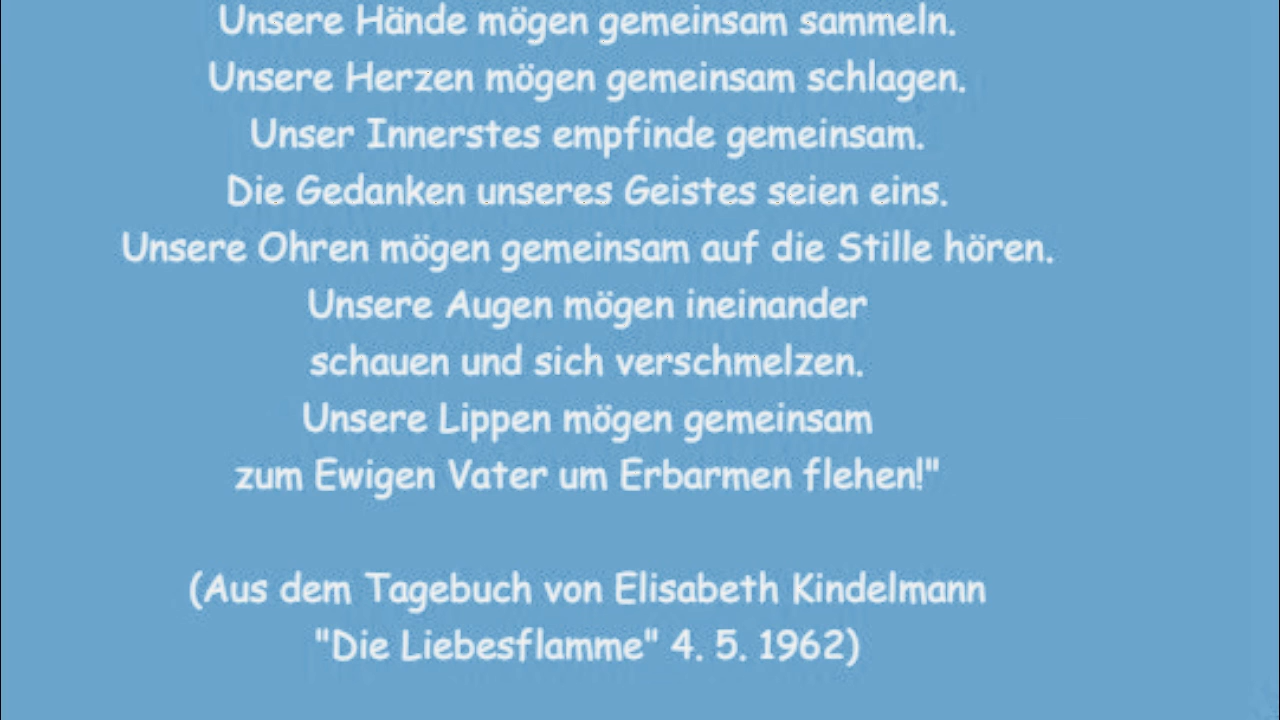 Unsere Hände mögen gemeinsam sammeln.
Unsere Herzen mögen gemeinsam schlagen.
Unser Innerstes empfinde gemeinsam.
Die Gedanken unseres Geistes seien eins.
Unsere Ohren mögen gemeinsam auf die Stille hören.
Unsere Augen mögen ineinander
schauen und sich verschmelzen.
Unsere Lippen mögen gemeinsam
zum Ewigen Vater um Erbarmen flehen!"
(Aus dem Tagebuch von Elisabeth Kindelmann
"Die Liebesflamme" 4. 5. 1962)